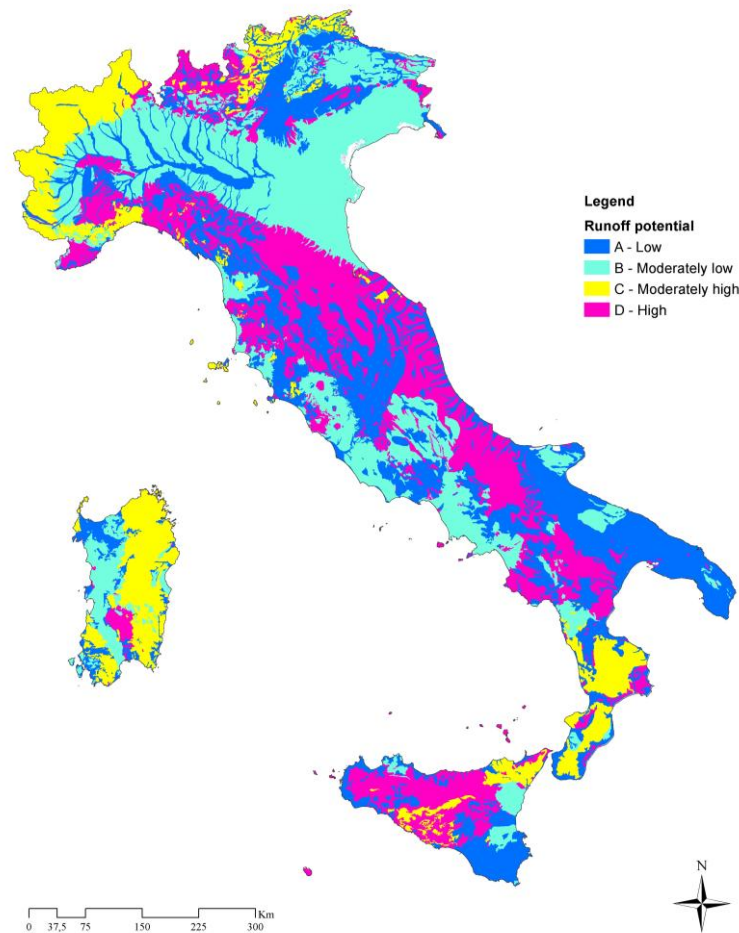 Legend
Runoff potential
A - Low
B - Moderately low
C - Moderately high
D - High
N
Km
0 37,5 75 150 225 300